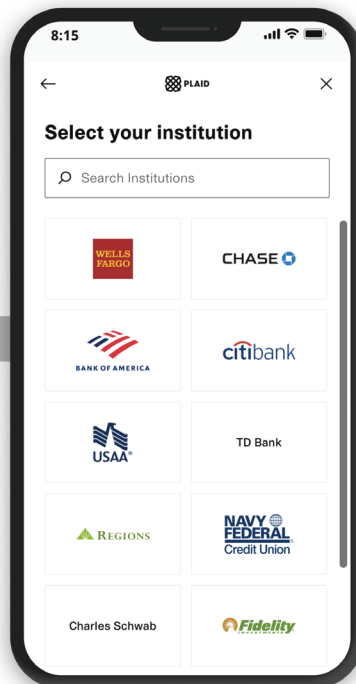 8:15
PLAID
Select your institution
Search Institutions
WELLS
FARGO
CHASE
BANK OF AMERICA
citibank
USAA®
TD Bank
REGIONS
NAVY
FEDERAL
Credit Union
Charles Schwab
Fidelity
INVESTMENTS